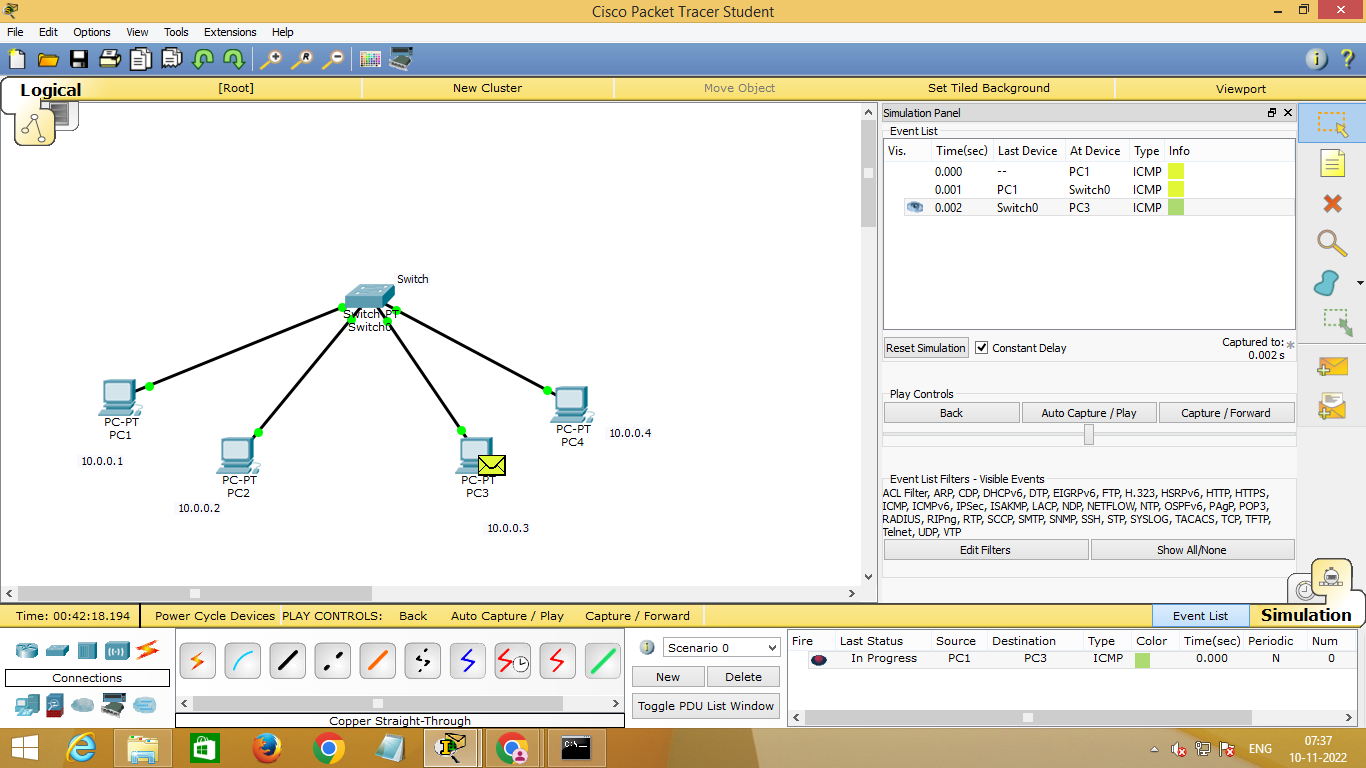 Cisco Packet Tracer Student
File Edit Options View Tools Extensions Help
Logical [Root] New Cluster Move Object Set Tiled Background Viewport
Simulation Panel
Event List
Vis. Time(sec) Last Device At Device Type Info
0.000 -- PC1 ICMP
0.001 PC1 Switch0 ICMP
0.002 Switch0 PC3 ICMP
Reset Simulation Constant Delay Captured to: *
0.002 s
Play Controls
Back Auto Capture / Play Capture / Forward
Event List Filters - Visible Events
ACL Filter, ARP, CDP, DHCPv6, DTP, EIGRPv6, FTP, H.323, HSRPv6, HTTP, HTTPS,
ICMP, ICMPv6, IPSec, ISAKMP, LACP, NDP, NETFLOW, NTP, OSPFv6, PAgP, POP3,
RADIUS, RIPng, RTP, SCCP, SMTP, SNMP, SSH, STP, SYSLOG, TACACS, TCP, TFTP,
Telnet, UDP, VTP
Edit Filters Show All/None
Switch
Switch-PT
Switch0
PC-PT
PC1
10.0.0.1
PC-PT
PC2
10.0.0.2
PC-PT
PC3
10.0.0.3
PC-PT
PC4
10.0.0.4
Time: 00:42:18.194 Power Cycle Devices PLAY CONTROLS: Back Auto Capture / Play Capture / Forward Event List Simulation
Connections
Copper Straight-Through
Scenario 0
New Delete
Toggle PDU List Window
Fire Last Status Source Destination Type Color Time(sec) Periodic Num
In Progress PC1 PC3 ICMP 0.000 N 0
ENG
07:37
10-11-2022